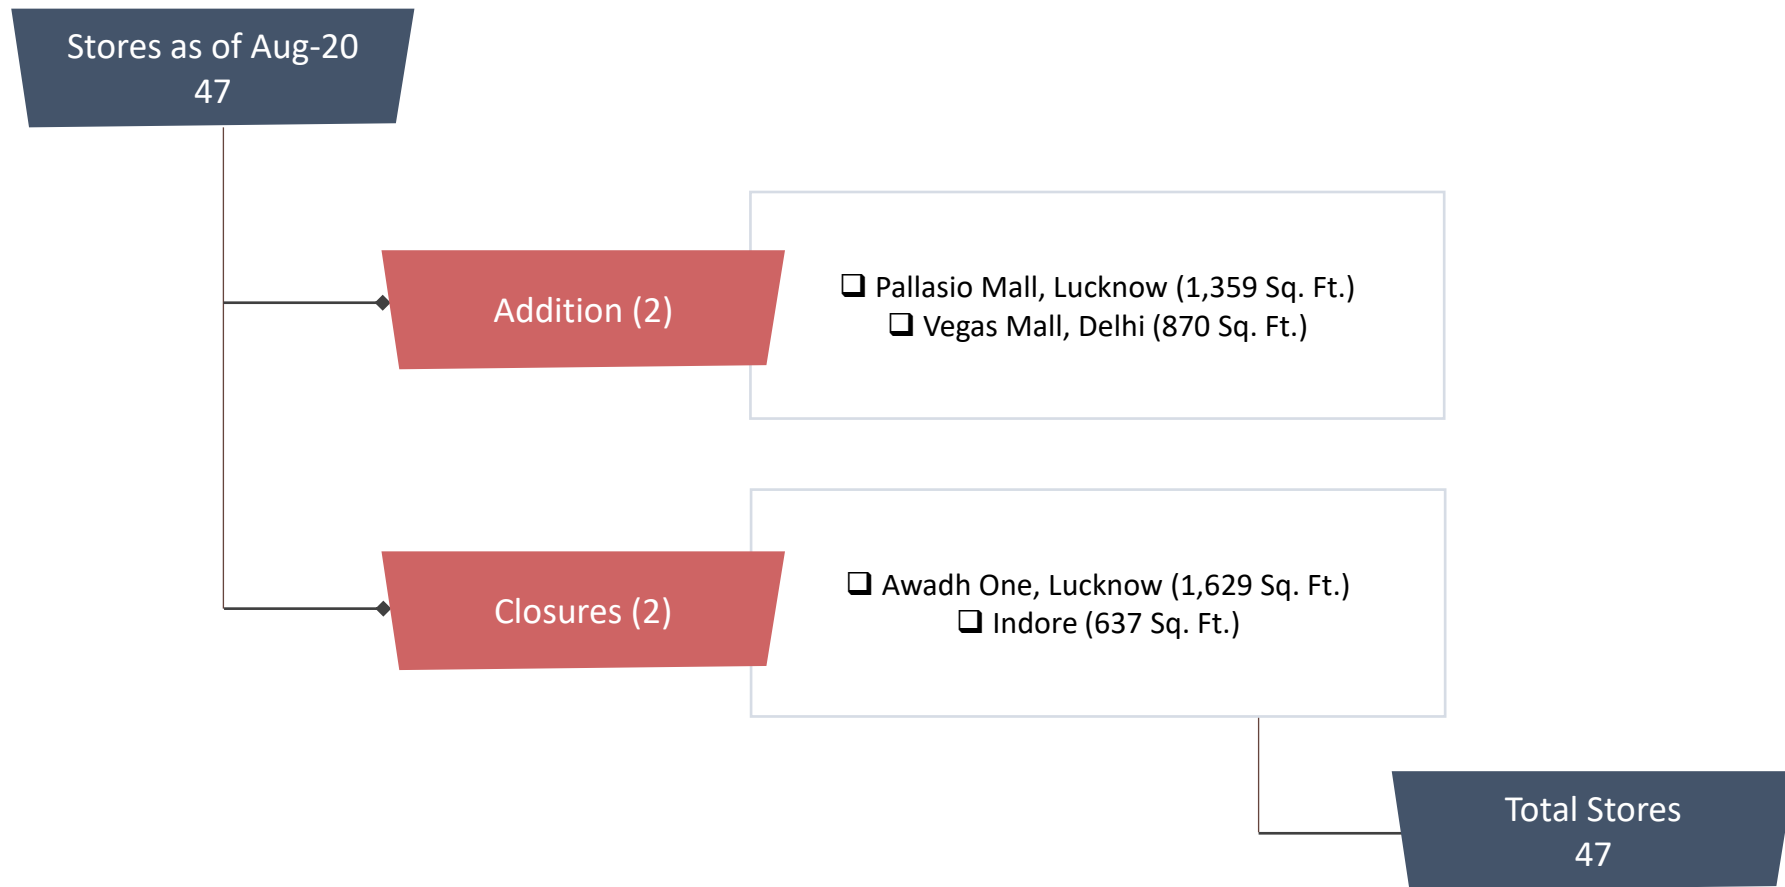 Stores as of Aug-20
47
Addition (2)
❑ Pallasio Mall, Lucknow (1,359 Sq. Ft.)
❑ Vegas Mall, Delhi (870 Sq. Ft.)
Closures (2)
❑ Awadh One, Lucknow (1,629 Sq. Ft.)
❑ Indore (637 Sq. Ft.)
Total Stores
47